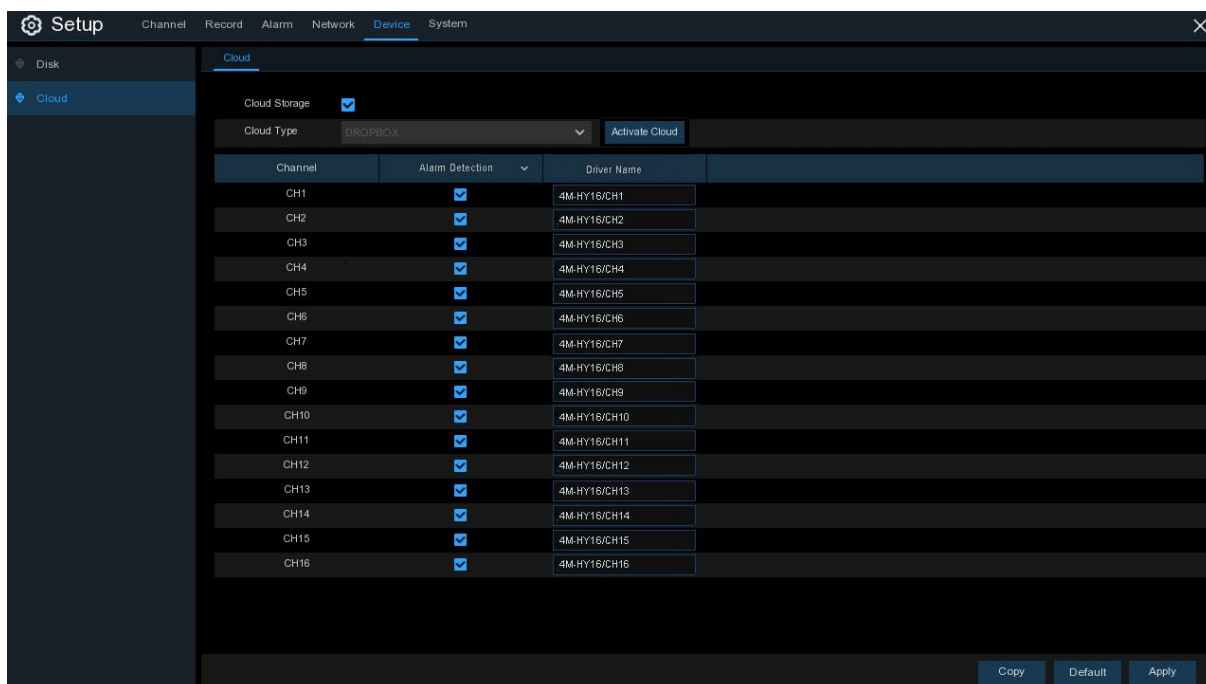 Setup Channel Record Alarm Network Device System
Disk
Cloud
Cloud
Cloud Storage
Cloud Type DROPBOX Activate Cloud
Channel Alarm Detection Driver Name
CH1 4M-HY16/CH1
CH2 4M-HY16/CH2
CH3 4M-HY16/CH3
CH4 4M-HY16/CH4
CH5 4M-HY16/CH5
CH6 4M-HY16/CH6
CH7 4M-HY16/CH7
CH8 4M-HY16/CH8
CH9 4M-HY16/CH9
CH10 4M-HY16/CH10
CH11 4M-HY16/CH11
CH12 4M-HY16/CH12
CH13 4M-HY16/CH13
CH14 4M-HY16/CH14
CH15 4M-HY16/CH15
CH16 4M-HY16/CH16
Copy Default Apply